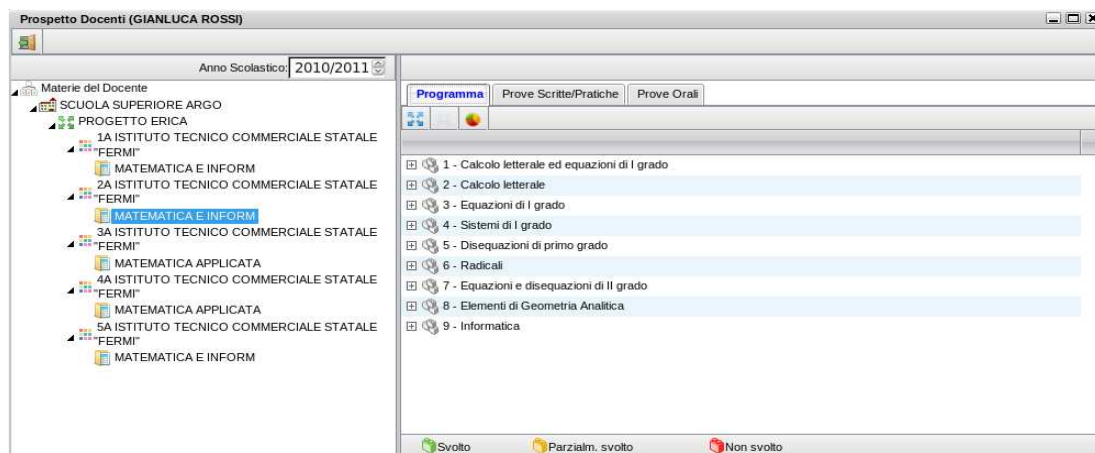 Prospetto Docenti (GIANLUCA ROSSI)
Anno Scolastico: 2010/2011
Materie del Docente
SCUOLA SUPERIORE ARGO
PROGETTO ERICA
1A ISTITUTO TECNICO COMMERCIALE STATALE
"FERMI"
MATEMATICA E INFORM
2A ISTITUTO TECNICO COMMERCIALE STATALE
"FERMI"
MATEMATICA E INFORM
3A ISTITUTO TECNICO COMMERCIALE STATALE
"FERMI"
MATEMATICA APPLICATA
4A ISTITUTO TECNICO COMMERCIALE STATALE
"FERMI"
MATEMATICA APPLICATA
5A ISTITUTO TECNICO COMMERCIALE STATALE
"FERMI"
MATEMATICA E INFORM
Programma Prove Scritte/Pratiche Prove Orali
1 - Calcolo letterale ed equazioni di I grado
2 - Calcolo letterale
3 - Equazioni di I grado
4 - Sistemi di I grado
5 - Disequazioni di primo grado
6 - Radicali
7 - Equazioni e disequazioni di II grado
8 - Elementi di Geometria Analitica
9 - Informatica
Svolto Parzialm. svolto Non svolto